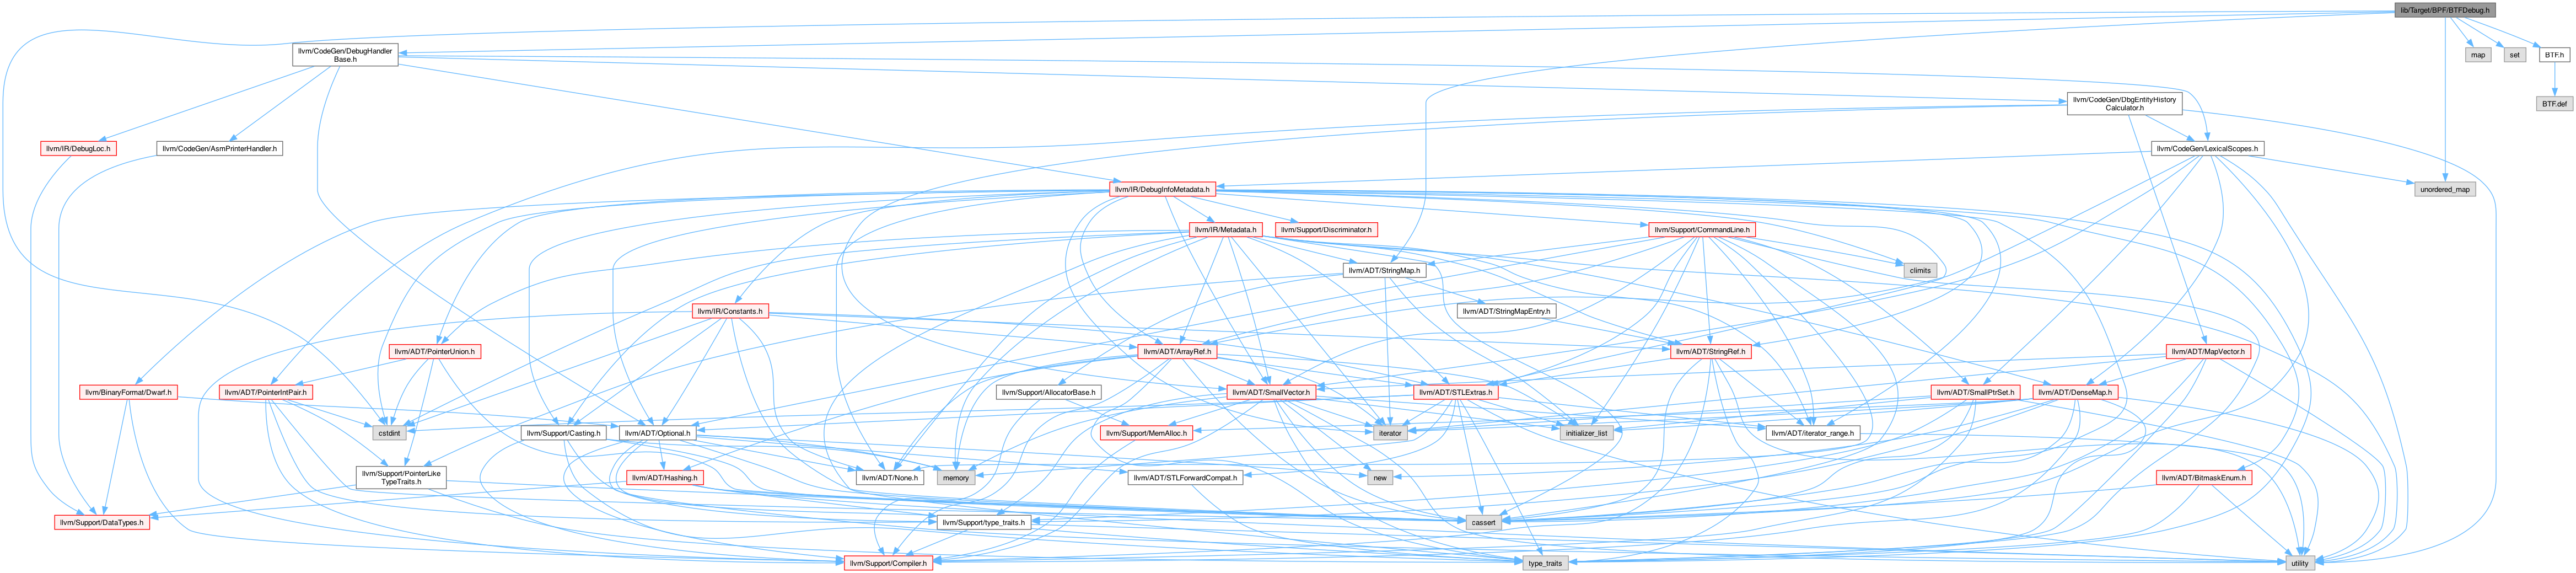 lib/Target/BPF/BTFDebug.h
llvm/CodeGen/DebugHandler
Base.h
map
set
BTF.h
llvm/CodeGen/DbgEntityHistory
Calculator.h
BTF.def
llvm/IR/DebugLoc.h
llvm/CodeGen/AsmPrinterHandler.h
llvm/CodeGen/LexicalScopes.h
llvm/IR/DebugInfoMetadata.h
unordered_map
llvm/IR/Metadata.h
llvm/Support/Discriminator.h
llvm/Support/CommandLine.h
llvm/ADT/StringMap.h
climits
llvm/IR/Constants.h
llvm/ADT/StringMapEntry.h
llvm/ADT/PointerUnion.h
llvm/ADT/ArrayRef.h
llvm/ADT/StringRef.h
llvm/ADT/MapVector.h
llvm/BinaryFormat/Dwarf.h
llvm/ADT/PointerIntPair.h
llvm/Support/AllocatorBase.h
llvm/ADT/SmallVector.h
llvm/ADT/STLExtras.h
llvm/ADT/SmallPtrSet.h
llvm/ADT/DenseMap.h
cstdint
llvm/Support/Casting.h
llvm/ADT/Optional.h
llvm/Support/MemAlloc.h
iterator
initializer_list
llvm/ADT/iterator_range.h
llvm/Support/PointerLike
TypeTraits.h
llvm/ADT/Hashing.h
llvm/ADT/None.h
memory
llvm/ADT/STLForwardCompat.h
new
llvm/ADT/BitmaskEnum.h
llvm/Support/DataTypes.h
llvm/Support/type_traits.h
cassert
llvm/Support/Compiler.h
type_traits
utility